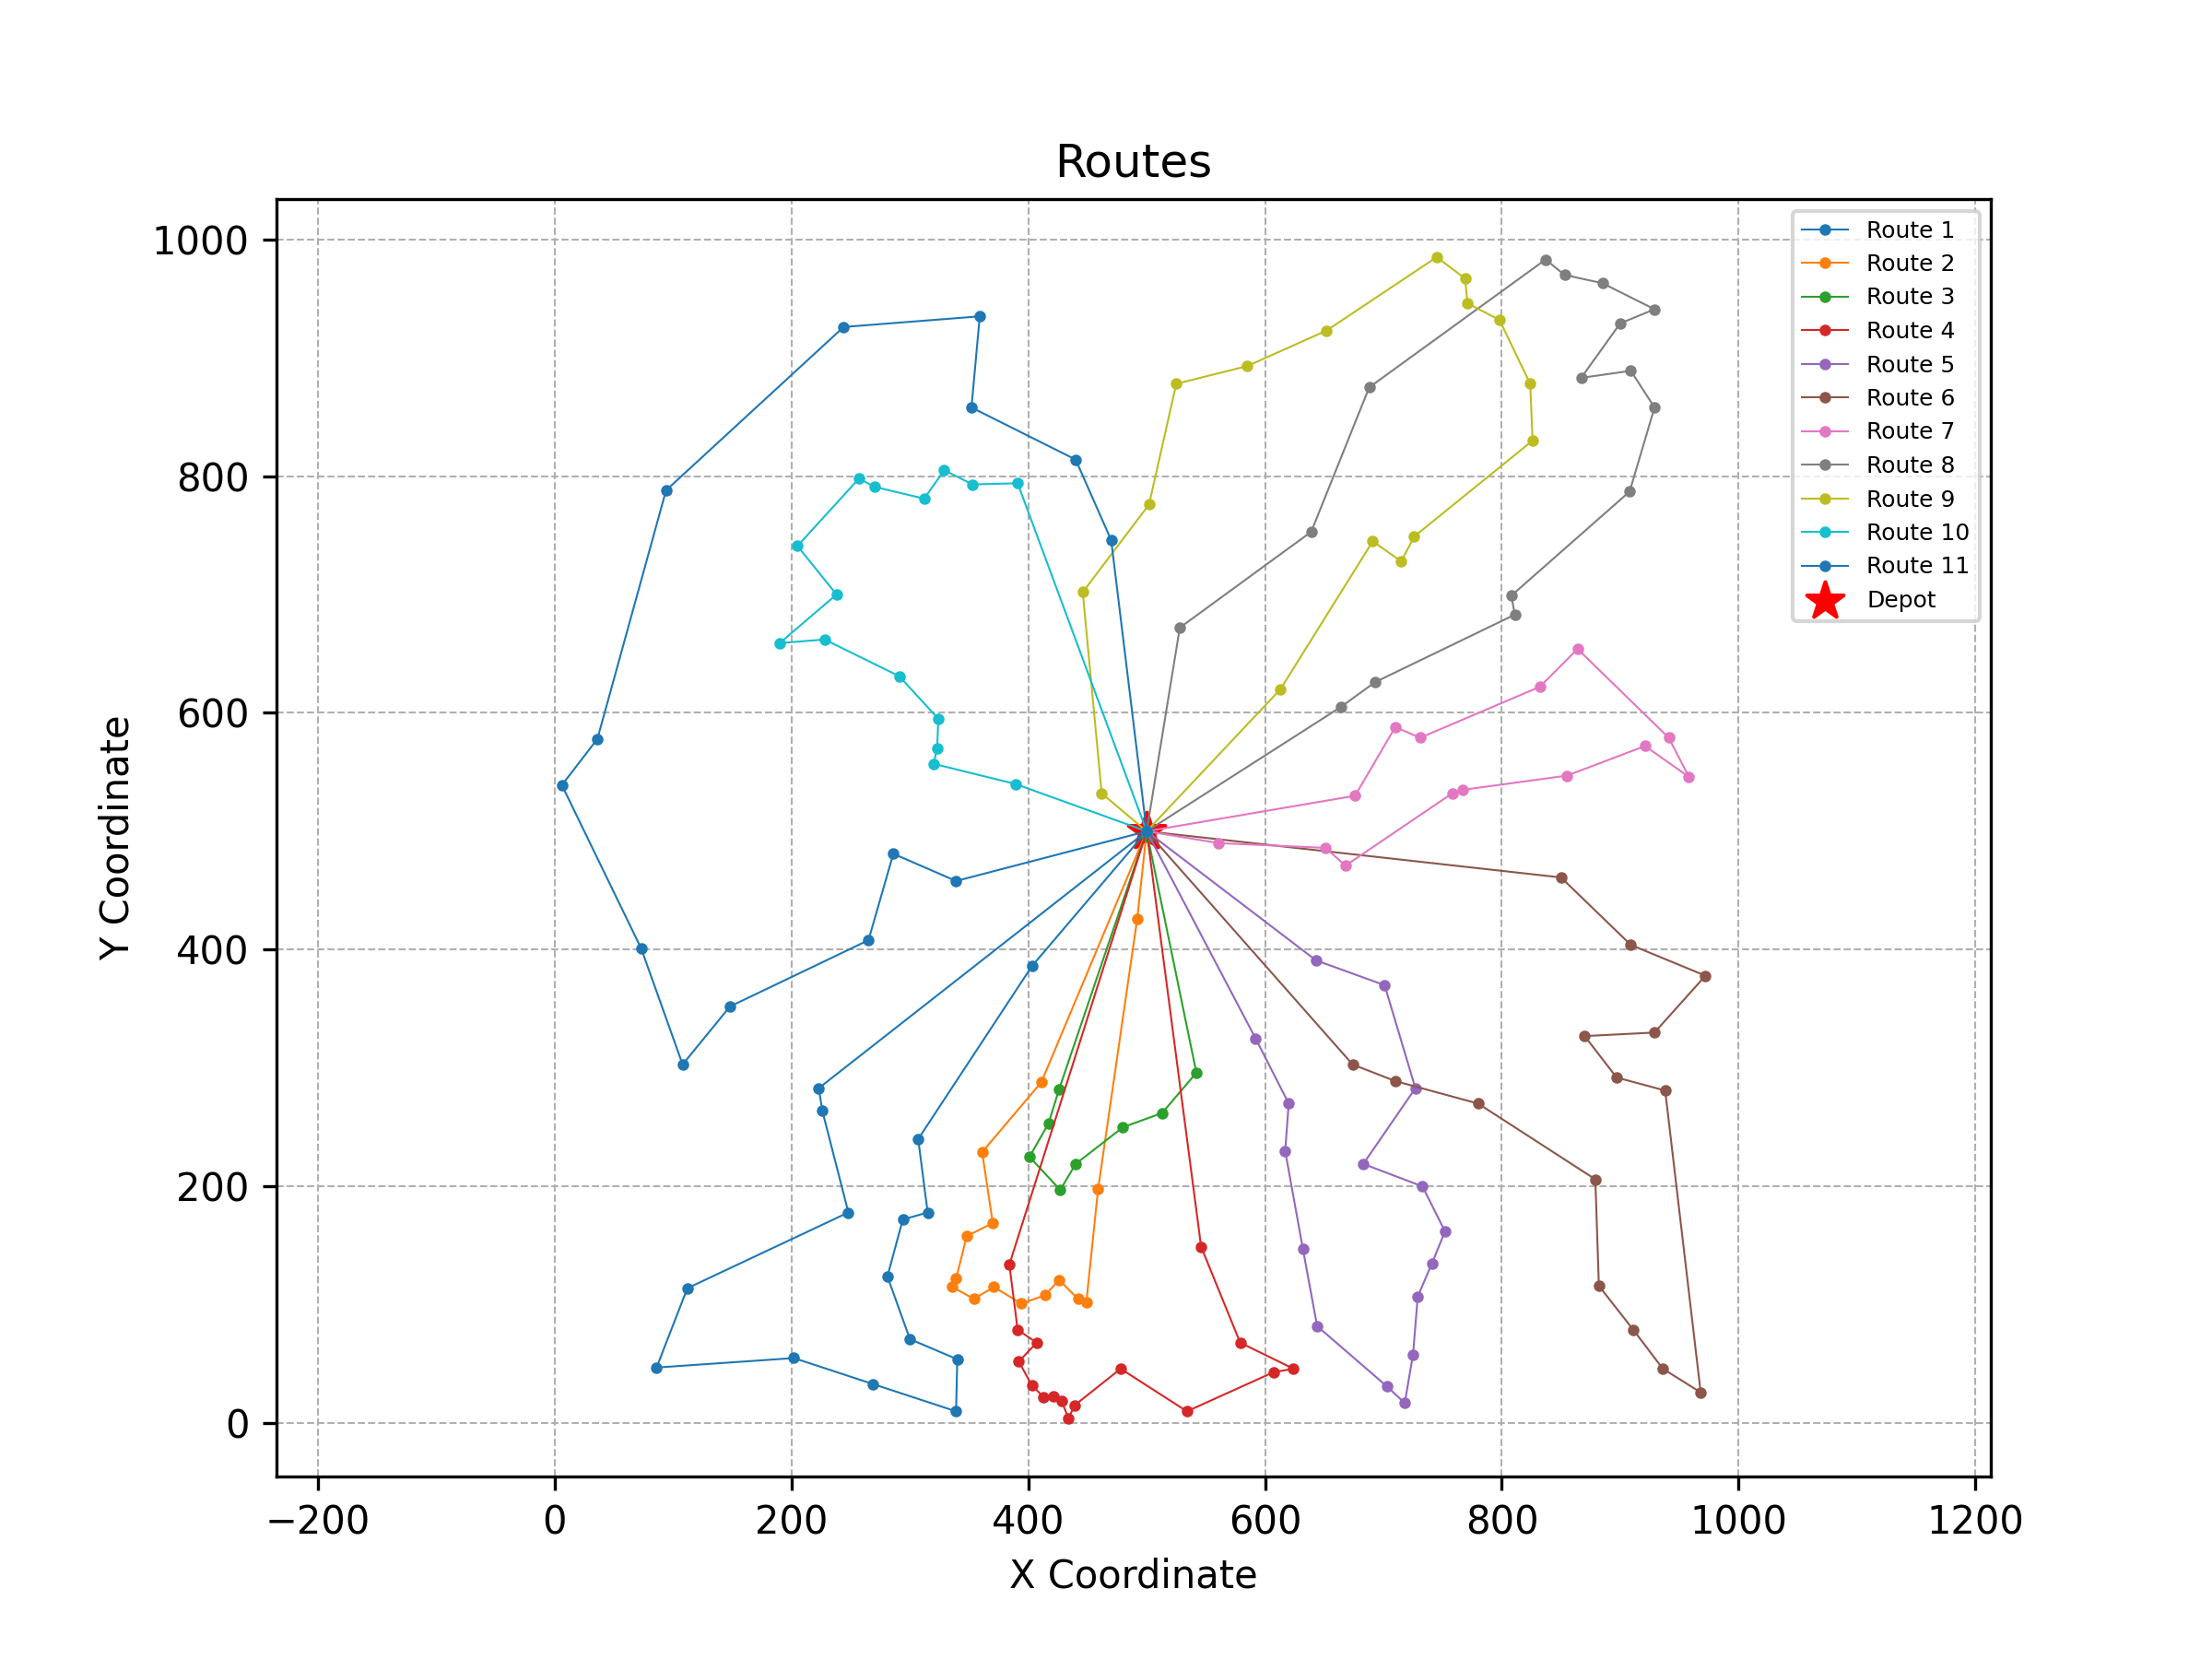 Routes
1000
800
600
400
200
0
Y Coordinate
−200
0
200
400
600
800
1000
1200
X Coordinate
Route 1
Route 2
Route 3
Route 4
Route 5
Route 6
Route 7
Route 8
Route 9
Route 10
Route 11
Depot